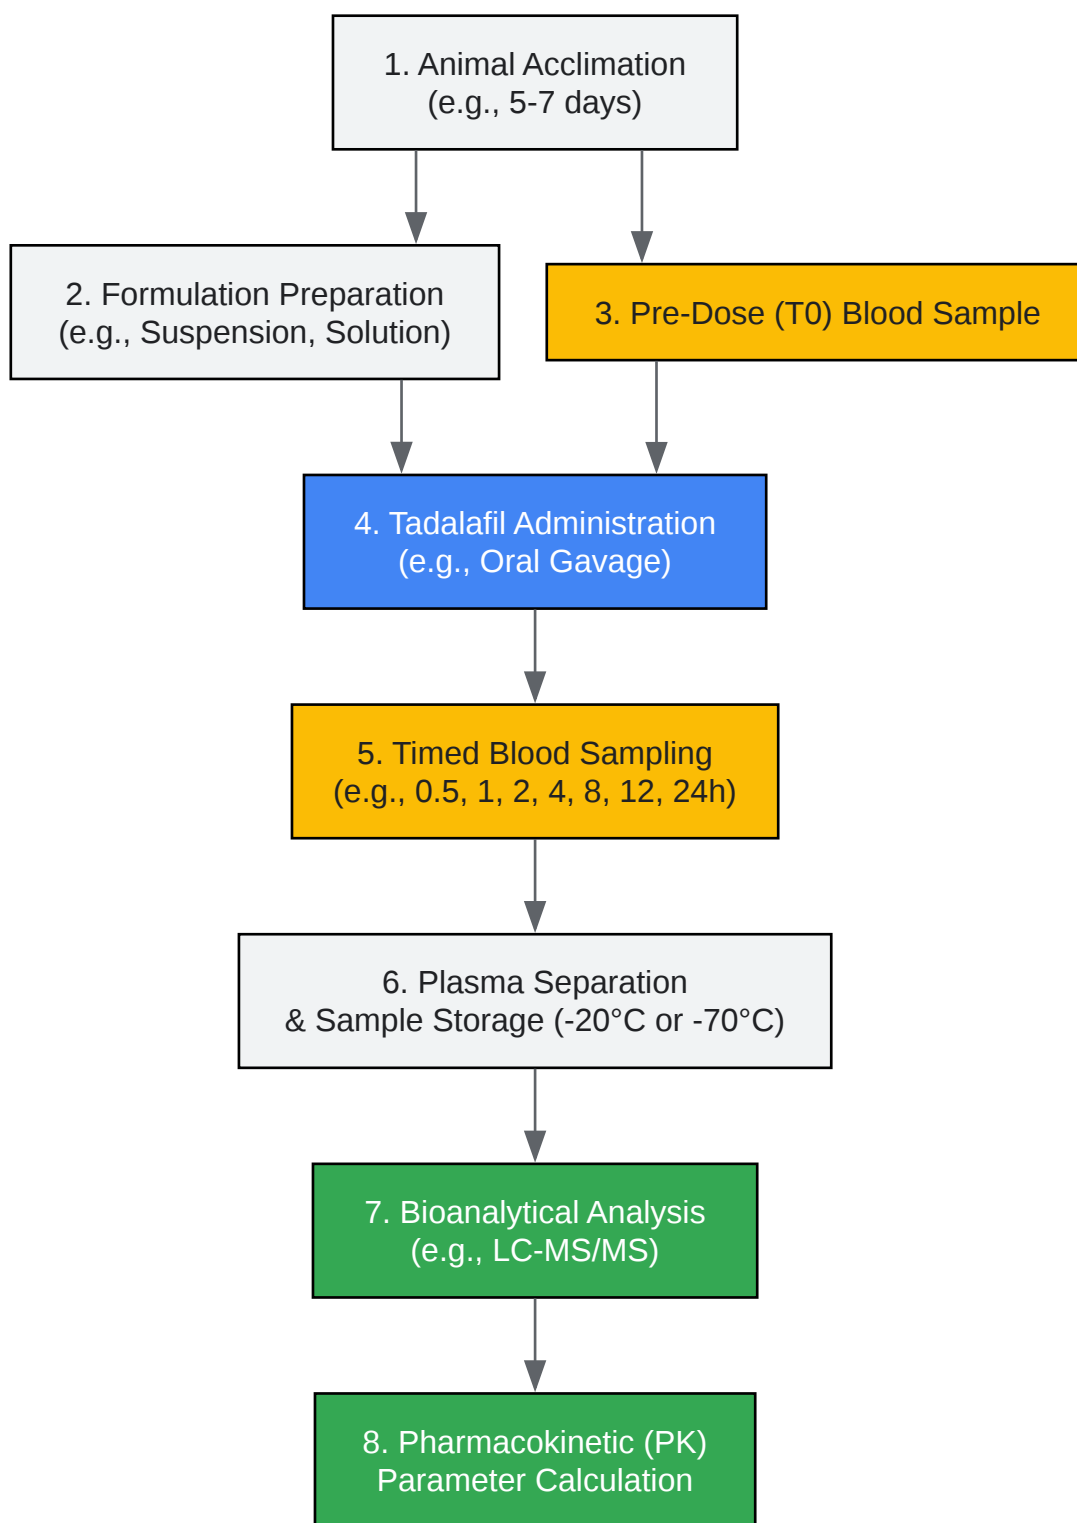 1. Animal Acclimation
(e.g., 5-7 days)
2. Formulation Preparation
(e.g., Suspension, Solution)
3. Pre-Dose (T0) Blood Sample
4. Tadalafil Administration
(e.g., Oral Gavage)
5. Timed Blood Sampling
(e.g., 0.5, 1, 2, 4, 8, 12, 24h)
6. Plasma Separation
& Sample Storage (-20°C or -70°C)
7. Bioanalytical Analysis
(e.g., LC-MS/MS)
8. Pharmacokinetic (PK)
Parameter Calculation